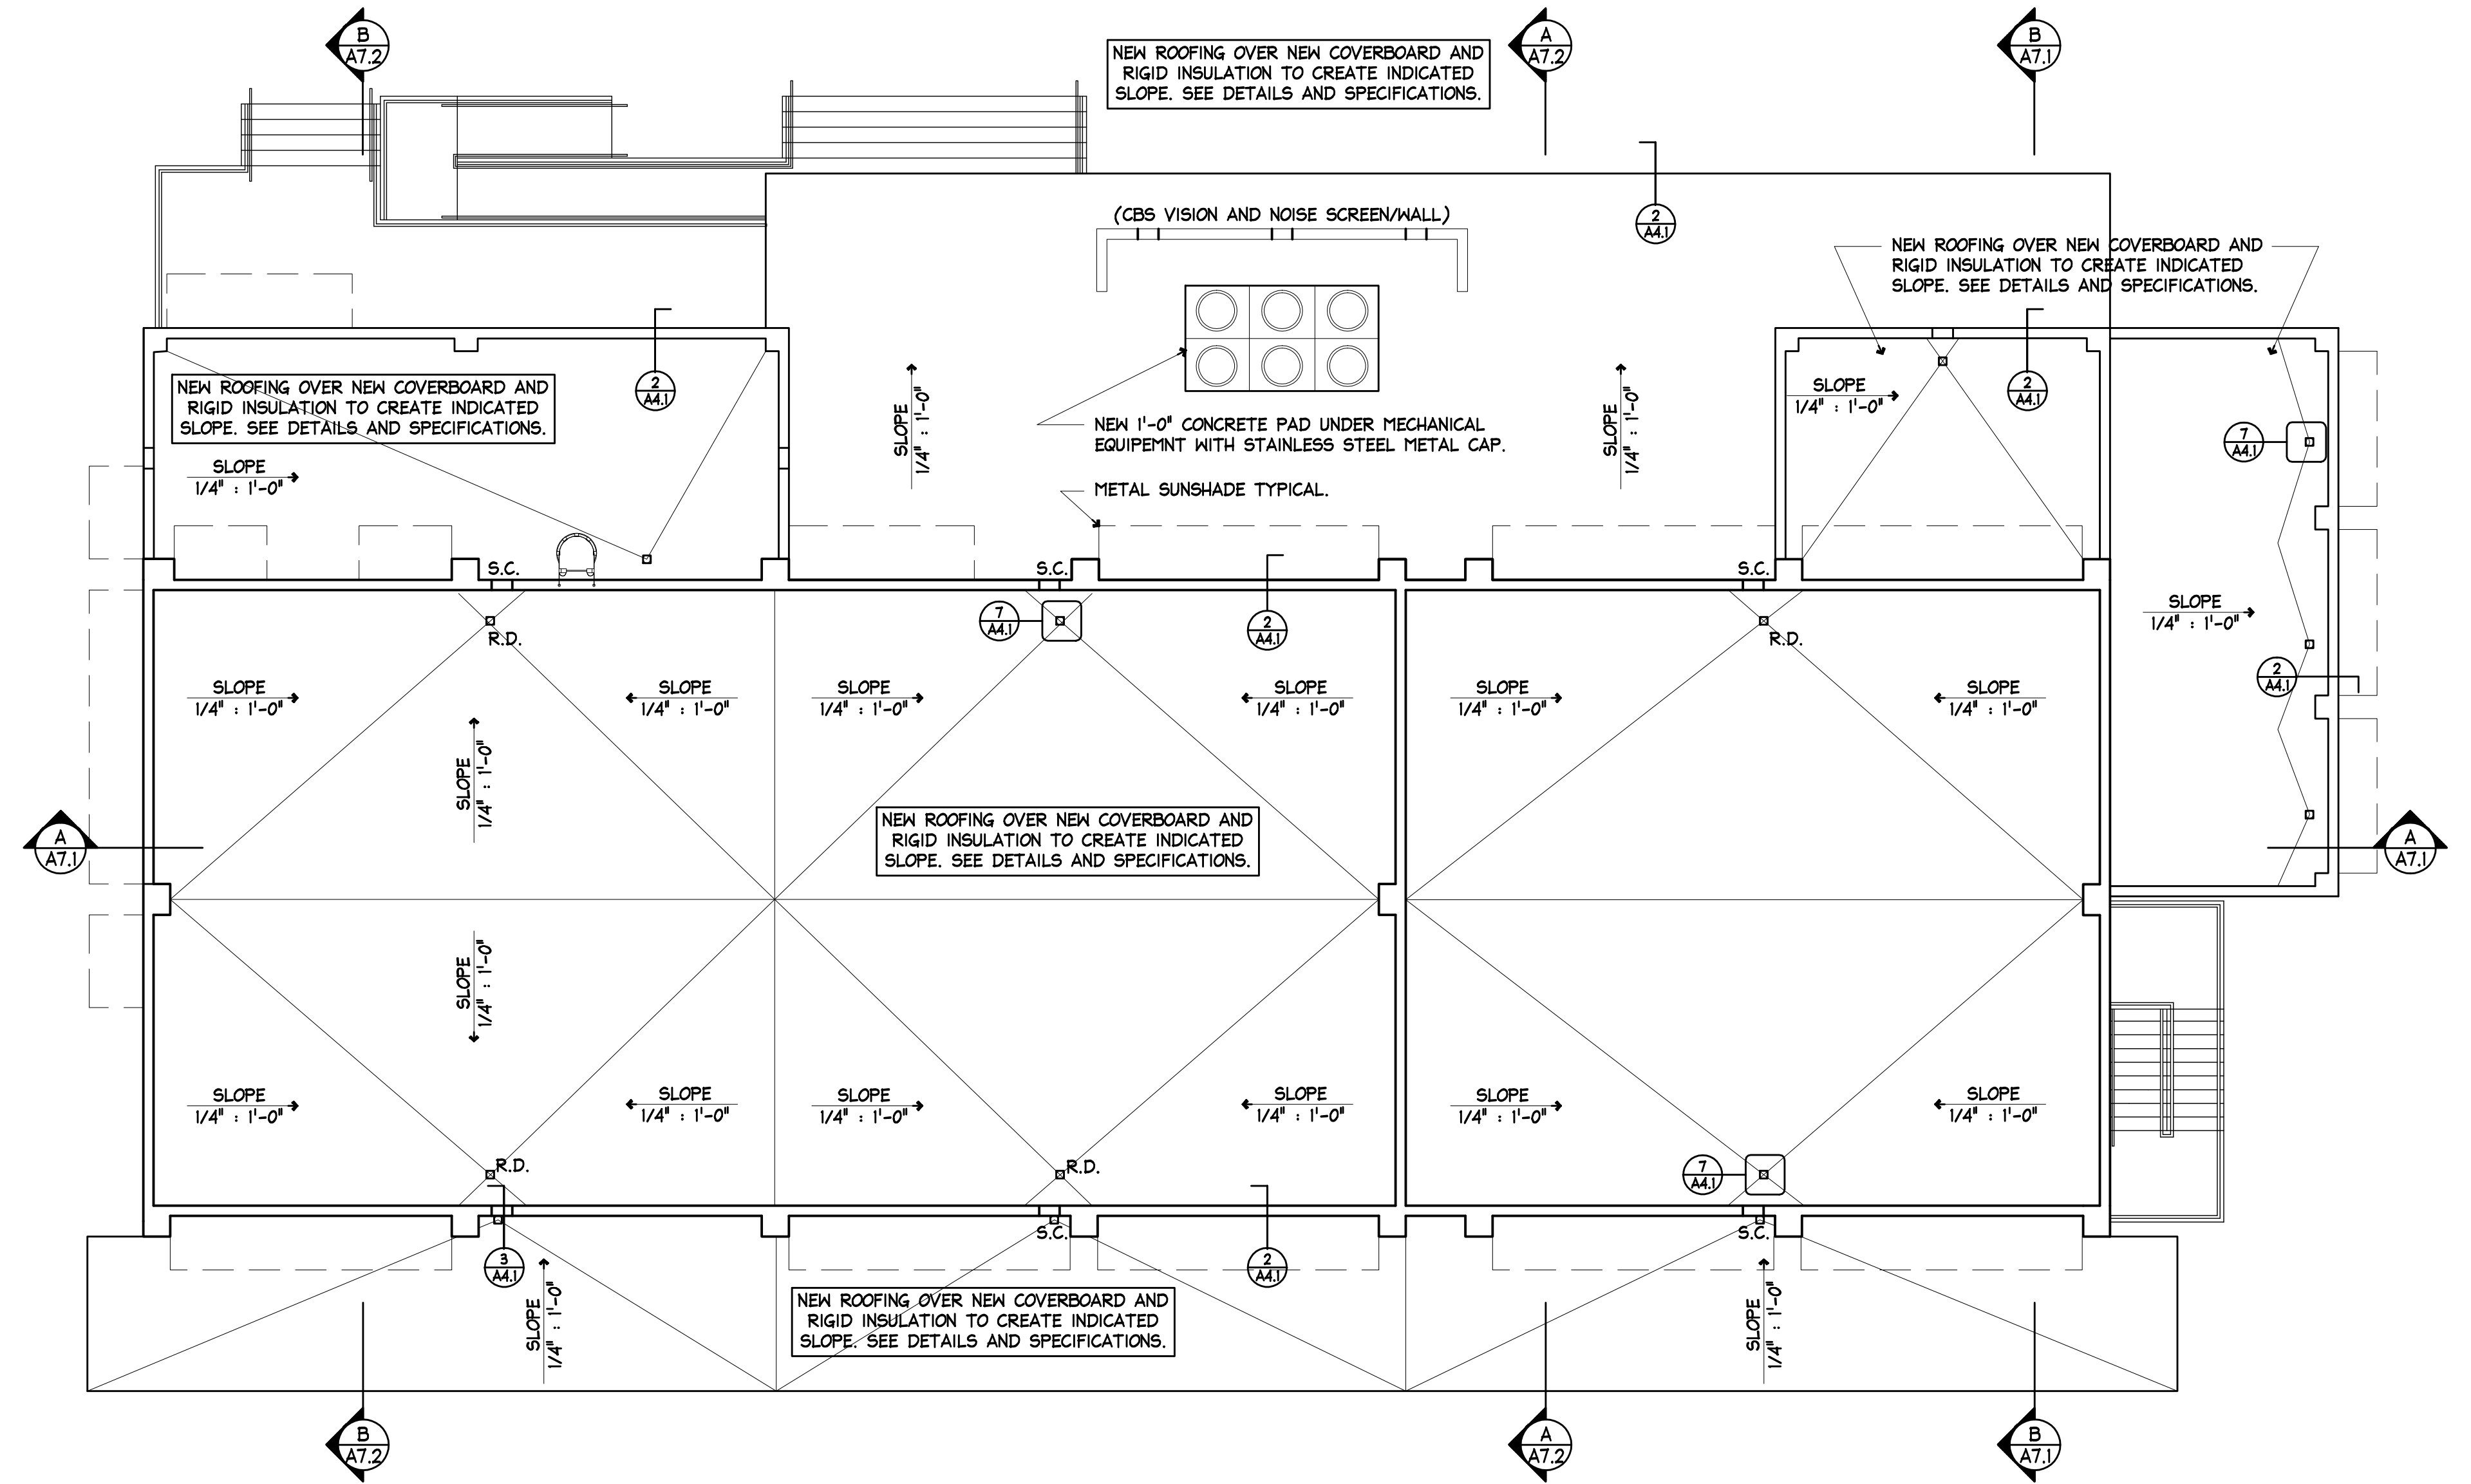 B
A7.2
A
A7.2
B
A7.1
NEW ROOFING OVER NEW COVERBOARD AND
RIGID INSULATION TO CREATE INDICATED
SLOPE. SEE DETAILS AND SPECIFICATIONS.
(CBS VISION AND NOISE SCREEN/WALL)
2
A4.1
NEW ROOFING OVER NEW COVERBOARD AND
RIGID INSULATION TO CREATE INDICATED
SLOPE. SEE DETAILS AND SPECIFICATIONS.
NEW ROOFING OVER NEW COVERBOARD AND
RIGID INSULATION TO CREATE INDICATED
SLOPE. SEE DETAILS AND SPECIFICATIONS.
2
A4.1
SLOPE
1/4" : 1'-0"
SLOPE
1/4" : 1'-0"
NEW 1'-0" CONCRETE PAD UNDER MECHANICAL
EQUIPEMNT WITH STAINLESS STEEL METAL CAP.
METAL SUNSHADE TYPICAL.
SLOPE
1/4" : 1'-0"
SLOPE
1/4" : 1'-0"
2
A4.1
7
A4.1
S.C.
S.C.
S.C.
R.D.
7
A4.1
2
A4.1
R.D.
SLOPE
1/4" : 1'-0"
2
A4.1
SLOPE
1/4" : 1'-0"
SLOPE
1/4" : 1'-0"
SLOPE
1/4" : 1'-0"
SLOPE
1/4" : 1'-0"
SLOPE
1/4" : 1'-0"
SLOPE
1/4" : 1'-0"
SLOPE
1/4" : 1'-0"
A
A7.1
NEW ROOFING OVER NEW COVERBOARD AND
RIGID INSULATION TO CREATE INDICATED
SLOPE. SEE DETAILS AND SPECIFICATIONS.
A
A7.1
SLOPE
1/4" : 1'-0"
SLOPE
1/4" : 1'-0"
SLOPE
1/4" : 1'-0"
SLOPE
1/4" : 1'-0"
SLOPE
1/4" : 1'-0"
SLOPE
1/4" : 1'-0"
SLOPE
1/4" : 1'-0"
R.D.
R.D.
7
A4.1
S.C.
S.C.
3
A4.1
2
A4.1
SLOPE
1/4" : 1'-0"
NEW ROOFING OVER NEW COVERBOARD AND
RIGID INSULATION TO CREATE INDICATED
SLOPE. SEE DETAILS AND SPECIFICATIONS.
SLOPE
1/4" : 1'-0"
B
A7.2
A
A7.2
B
A7.1